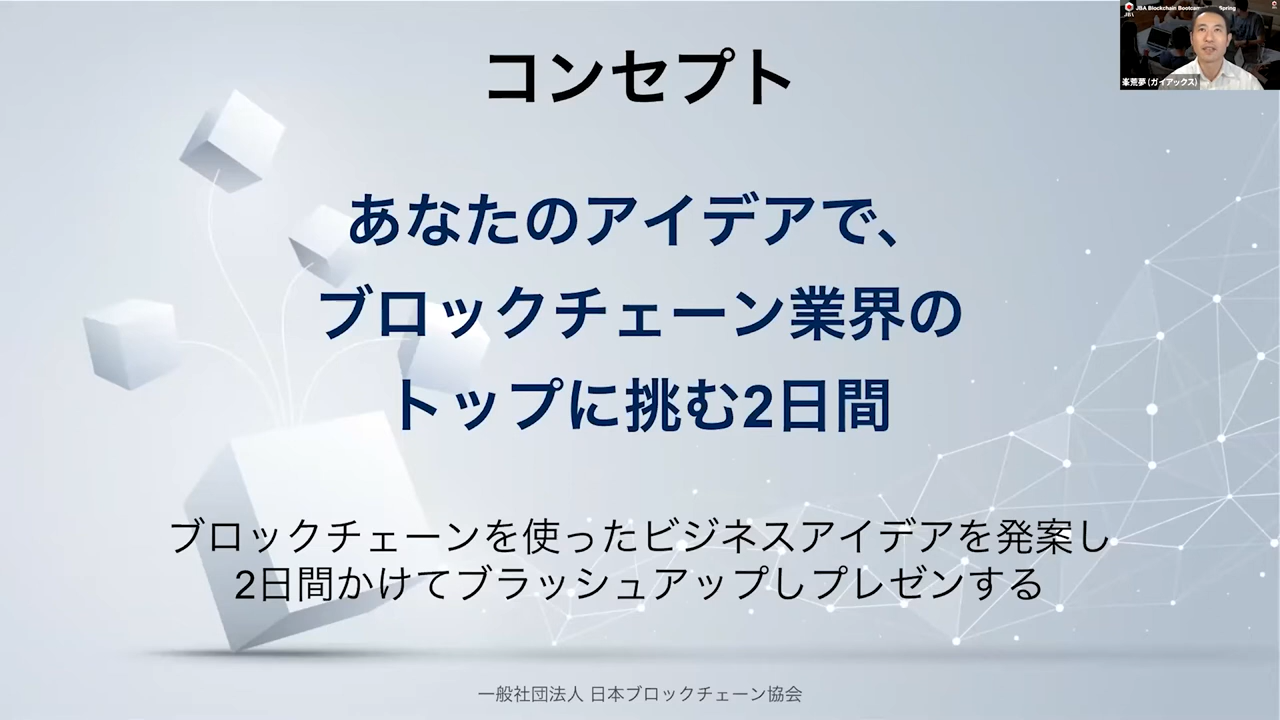 コンセプト
あなたのアイデアで、
ブロックチェーン業界の
トップに挑む2日間
ブロックチェーンを使ったビジネスアイデアを発案し
2日間かけてブラッシュアップしプレゼンする
一般社団法人 日本ブロックチェーン協会
JBA Blockchain
Spring
JBA
峯荒夢 (ガイアックス)